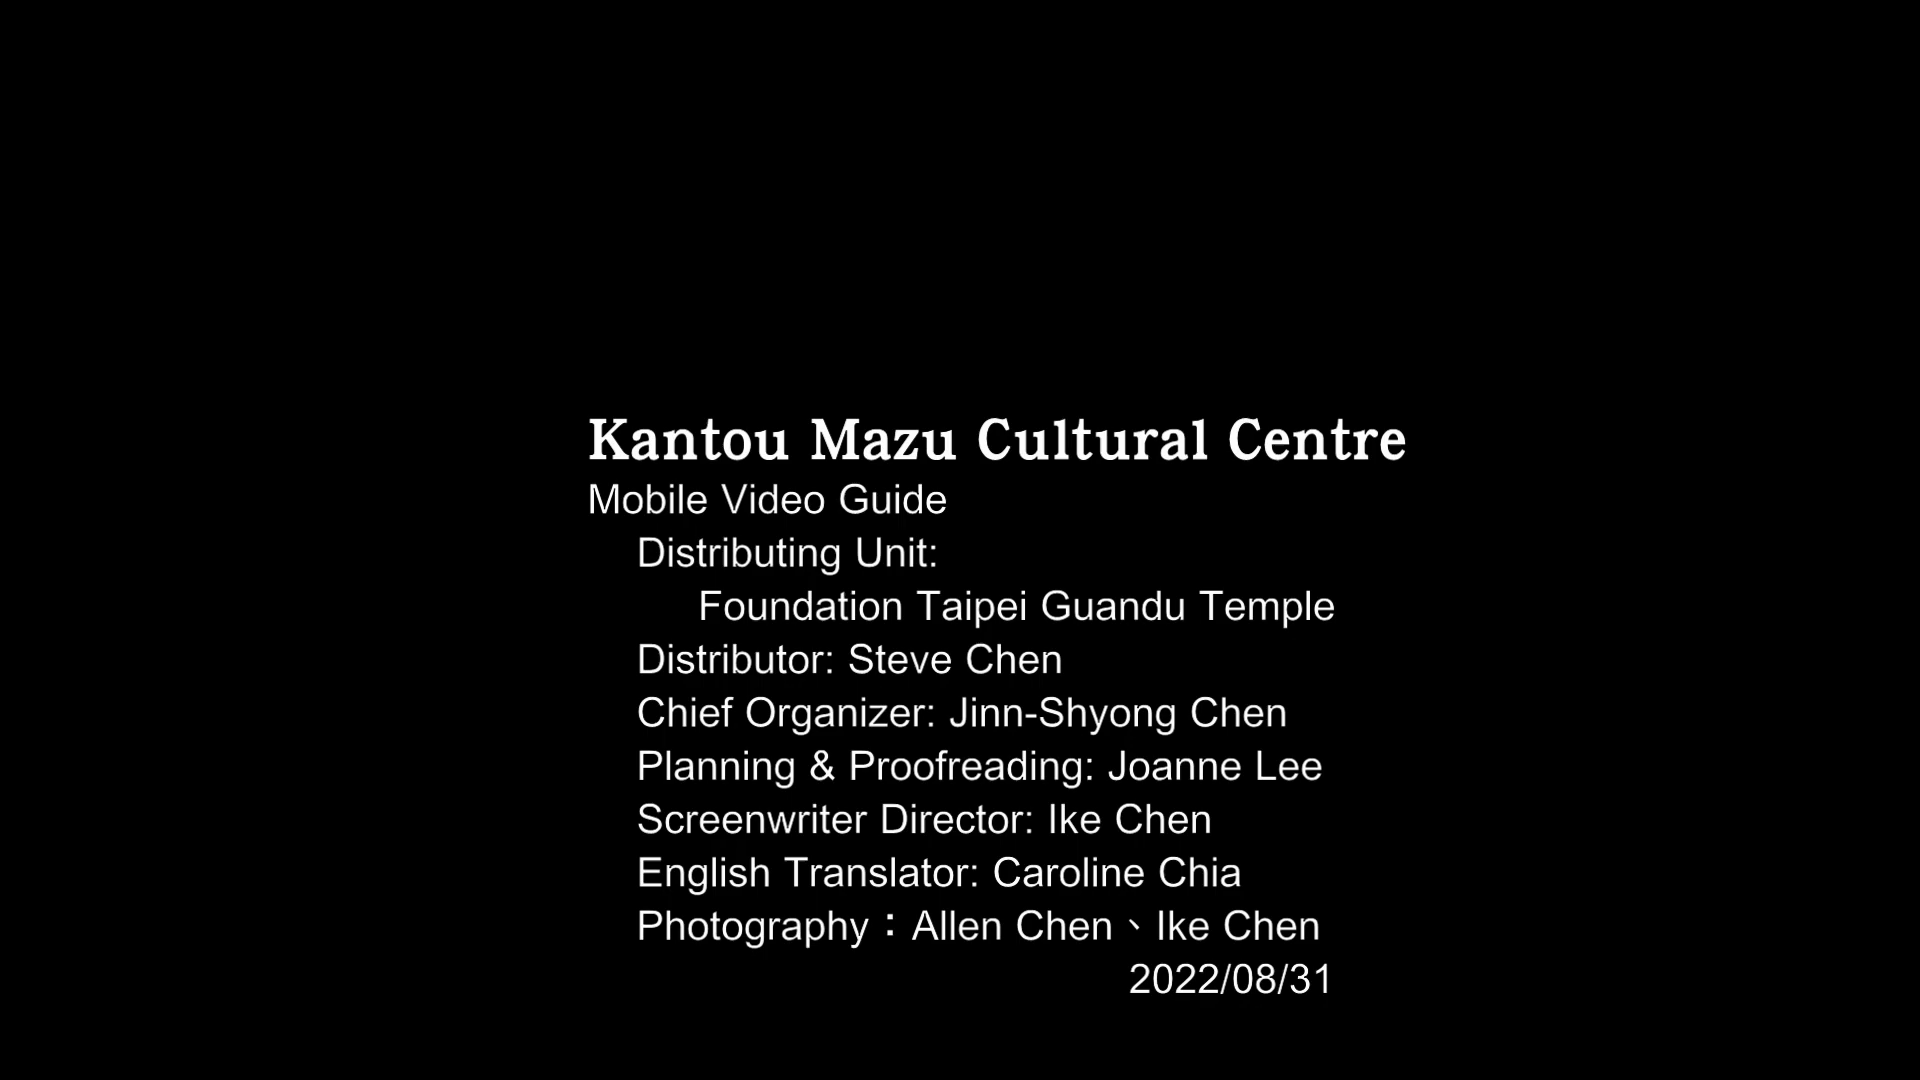 Kantou Mazu Cultural Centre
Mobile Video Guide
Distributing Unit:
Foundation Taipei Guandu Temple
Distributor: Steve Chen
Chief Organizer: Jinn-Shyong Chen
Planning & Proofreading: Joanne Lee
Screenwriter Director: Ike Chen
English Translator: Caroline Chia
Photography：Allen Chen、Ike Chen
2022/08/31